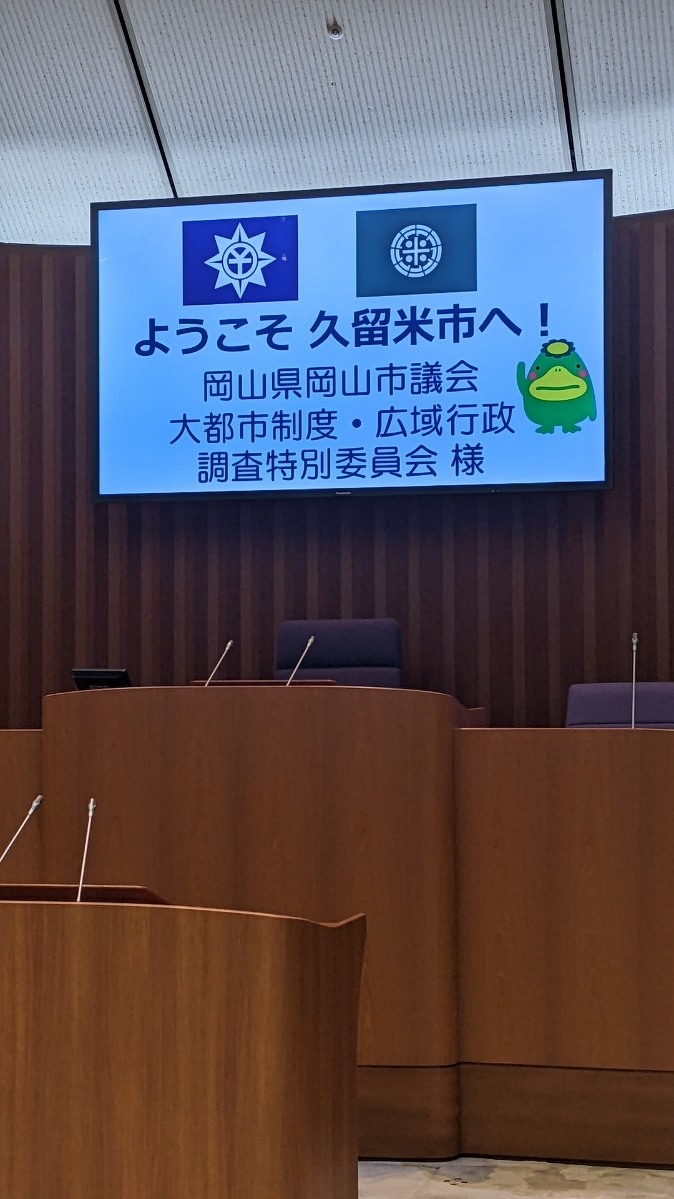 ようこそ 久留米市へ！
岡山県岡山市議会
大都市制度・広域行政
調査特別委員会 様
Panasonic